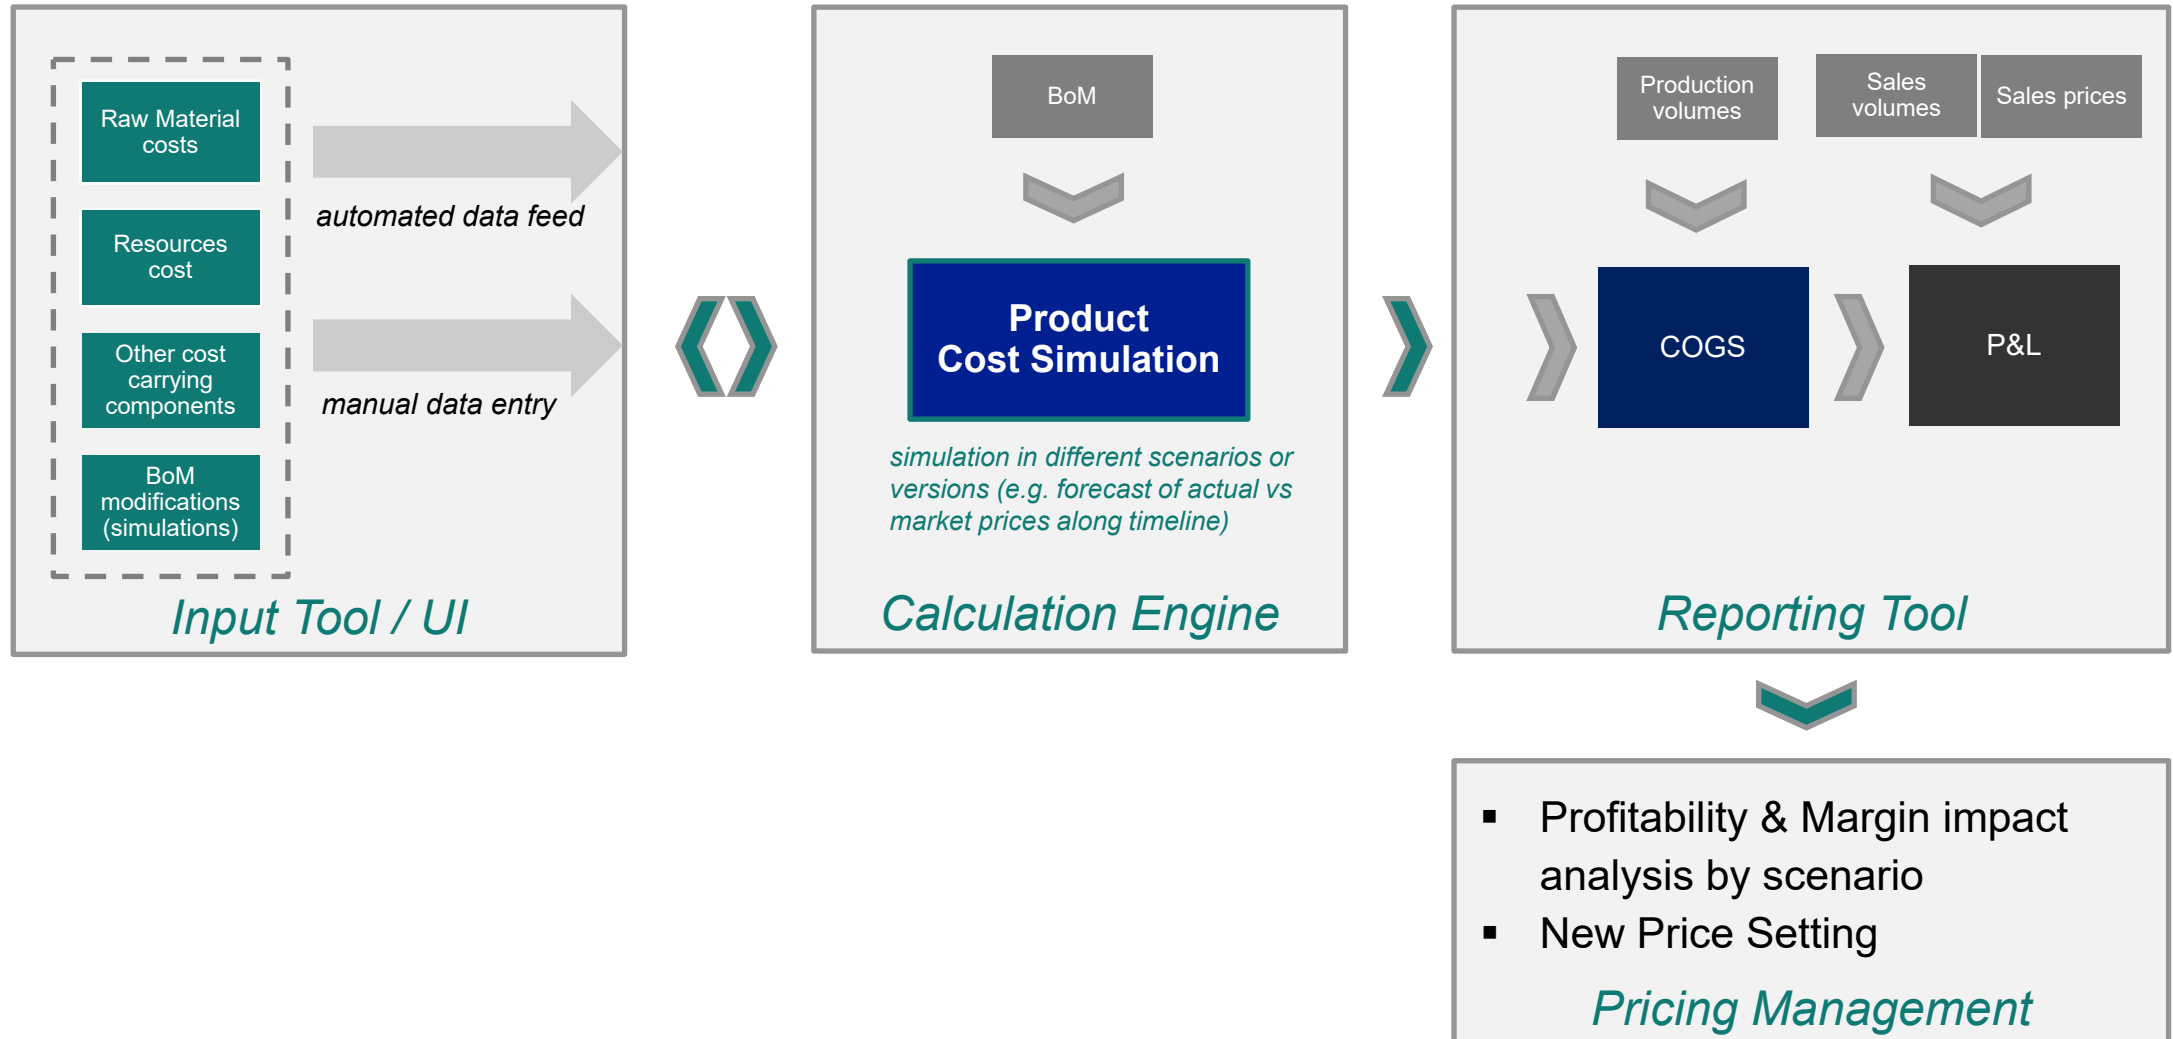 Raw Material
costs
Resources
cost
Other cost
carrying
components
BoM
modifications
(simulations)
automated data feed
manual data entry
Input Tool / UI
BoM
Product
Cost Simulation
simulation in different scenarios or
versions (e.g. forecast of actual vs
market prices along timeline)
Calculation Engine
Production
volumes
Sales
volumes
Sales prices
COGS
P&L
Reporting Tool
▪ Profitability & Margin impact
analysis by scenario
▪ New Price Setting
Pricing Management